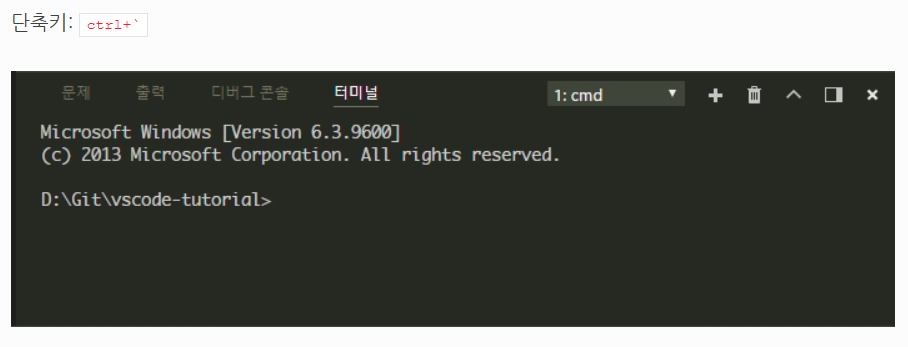 단축키: ctrl+`
문제 출력 디버그 콘솔 터미널 1: cmd
Microsoft Windows [Version 6.3.9600]
(c) 2013 Microsoft Corporation. All rights reserved.
D:\Git\vscode-tutorial>